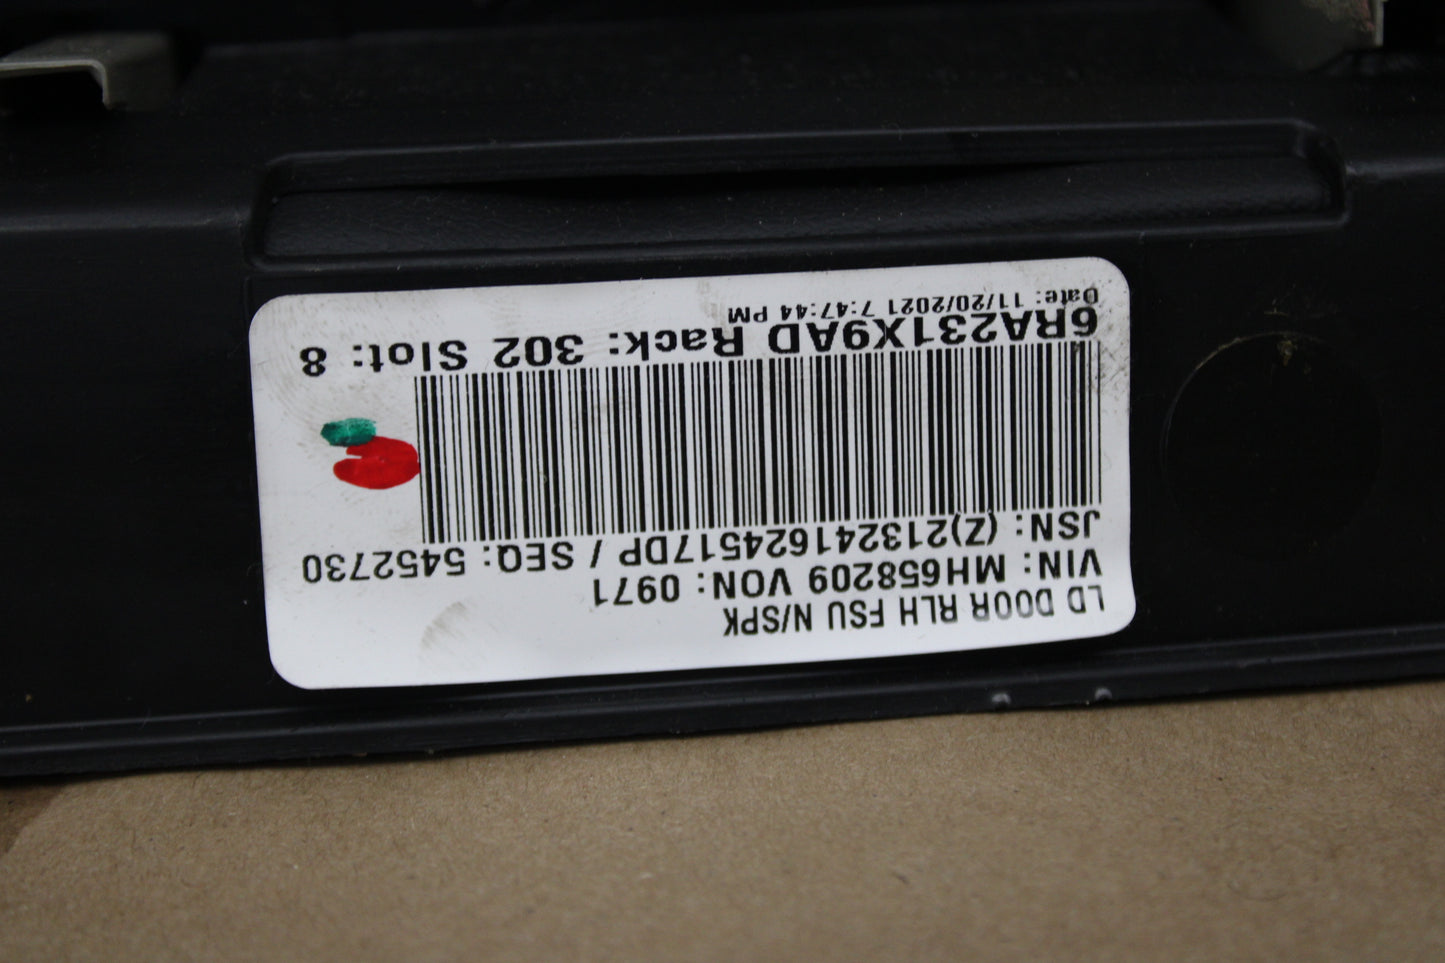 LD DOOR RLH FSU N/SPK
VIN: MH658209 VON: 0971
JSN: (Z)213241624517DP / SEQ: 5452730
6RA231X9AD Rack: 302 Slot: 8
Date: 11/20/2021 7:47:44 PM